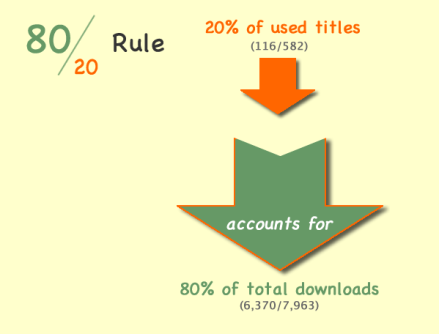 80/20 Rule
20% of used titles
(116/582)
accounts for
80% of total downloads
(6,370/7,963)